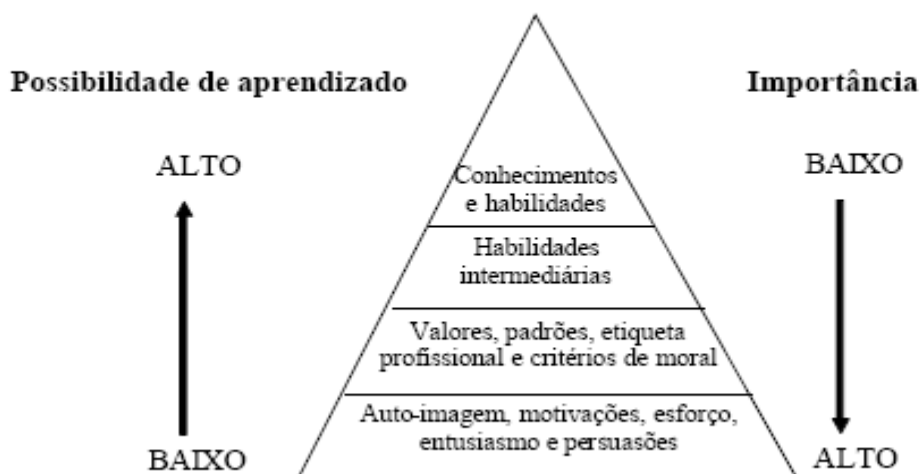 Possibilidade de aprendizado
Importância
ALTO
BAIXO
Conhecimentos
e habilidades
Habilidades
intermediárias
Valores, padrões, etiqueta
profissional e critérios de moral
Auto-imagem, motivações, esforço,
entusiasmo e persuasões
BAIXO
ALTO